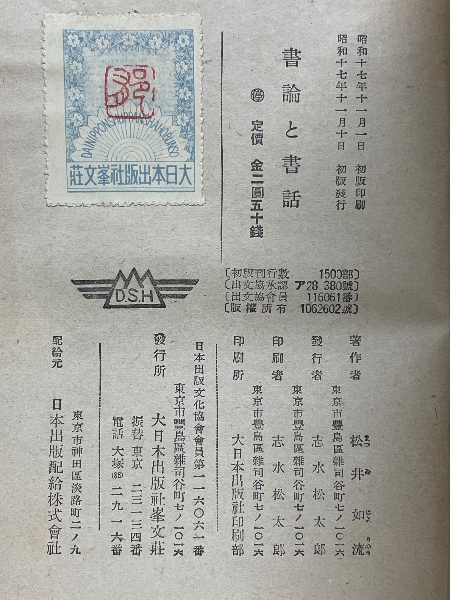 昭和十七年十一月一日 初版印刷
昭和十七年十一月十日 初版發行
書論と書話
停 定價 金二圓五十錢
DAINIPPON SHUPPANSHA HOBUNSO
大日本出版社峯文莊
D.S.H
〔初版刊行數 1500部〕
〔出文協承認 ア28 380號〕
〔出文協會員 116061番〕
〔版權所有 1062602號〕
著作者 松井如流
東京市豐島區雜司谷町七ノ一〇一六
發行者 志水松太郎
東京市豐島區雜司谷町七ノ一〇一六
印刷者 志水松太郎
東京市豐島區雜司谷町七ノ一〇一六
印刷所 大日本出版社印刷部
日本出版文化協會會員第一一六〇六一番
東京市豐島區雜司谷町七ノ一〇一六
發行所 大日本出版社峯文莊
振替 東京 二三一三四番
電話 大塚(86)二九一六番
東京市神田區淡路町二ノ九
配給元 日本出版配給株式會社